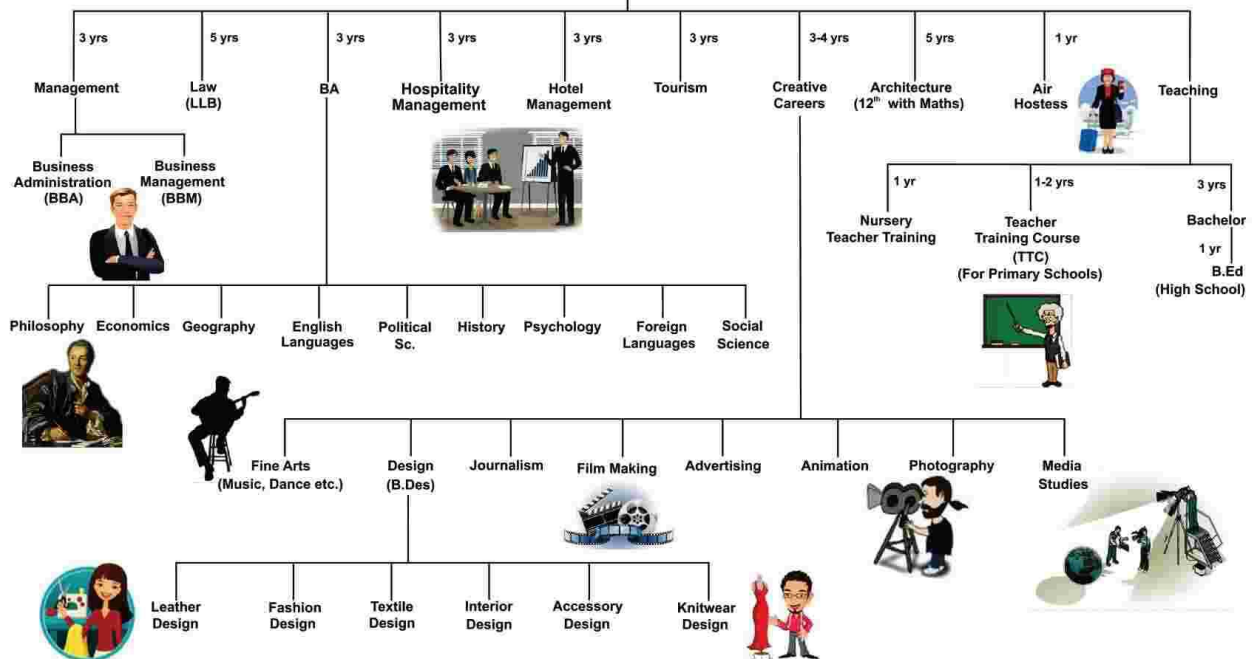 3 yrs
5 yrs
3 yrs
3 yrs
3 yrs
3 yrs
3-4 yrs
5 yrs
1 yr
Management
Law
(LLB)
BA
Hospitality
Management
Hotel
Management
Tourism
Creative
Careers
Architecture
(12th with Maths)
Air
Hostess
Teaching
Business
Administration
(BBA)
Business
Management
(BBM)
1 yr
1-2 yrs
3 yrs
Nursery
Teacher Training
Teacher
Training Course
(TTC)
(For Primary Schools)
Bachelor
1 yr
B.Ed
(High School)
Philosophy
Economics
Geography
English
Languages
Political
Sc.
History
Psychology
Foreign
Languages
Social
Science
Fine Arts
(Music, Dance etc.)
Design
(B.Des)
Journalism
Film Making
Advertising
Animation
Photography
Media
Studies
Leather
Design
Fashion
Design
Textile
Design
Interior
Design
Accessory
Design
Knitwear
Design